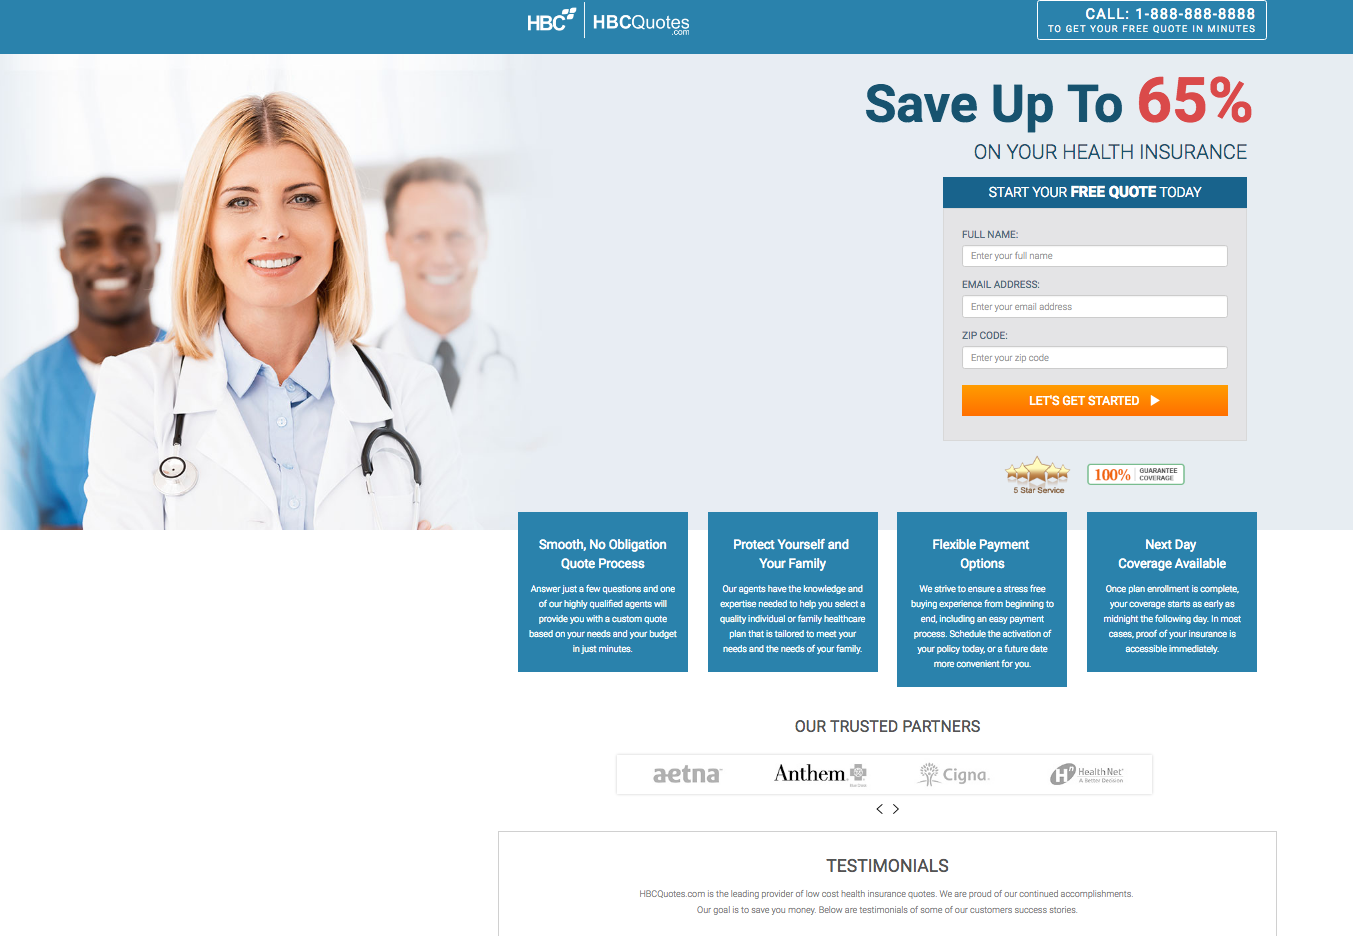 HBC HBCQuotes
.com
CALL: 1-888-888-8888
TO GET YOUR FREE QUOTE IN MINUTES
Save Up To 65%
ON YOUR HEALTH INSURANCE
START YOUR FREE QUOTE TODAY
FULL NAME:
Enter your full name
EMAIL ADDRESS:
Enter your email address
ZIP CODE:
Enter your zip code
LET'S GET STARTED
5 Star Service
100% GUARANTEE
COVERAGE
Smooth, No Obligation
Quote Process
Answer just a few questions and one
of our highly qualified agents will
provide you with a custom quote
based on your needs and your budget
in just minutes.
Protect Yourself and
Your Family
Our agents have the knowledge and
expertise needed to help you select a
quality individual or family healthcare
plan that is tailored to meet your
needs and the needs of your family.
Flexible Payment
Options
We strive to ensure a stress free
buying experience from beginning to
end, including an easy payment
process. Schedule the activation of
your policy today, or a future date
more convenient for you.
Next Day
Coverage Available
Once plan enrollment is complete,
your coverage starts as early as
midnight the following day. In most
cases, proof of your insurance is
accessible immediately.
OUR TRUSTED PARTNERS
aetna
Anthem.
Cigna.
Hn Health Net
A Better Decision
TESTIMONIALS
HBCQuotes.com is the leading provider of low cost health insurance quotes. We are proud of our continued accomplishments.
Our goal is to save you money. Below are testimonials of some of our customers success stories.